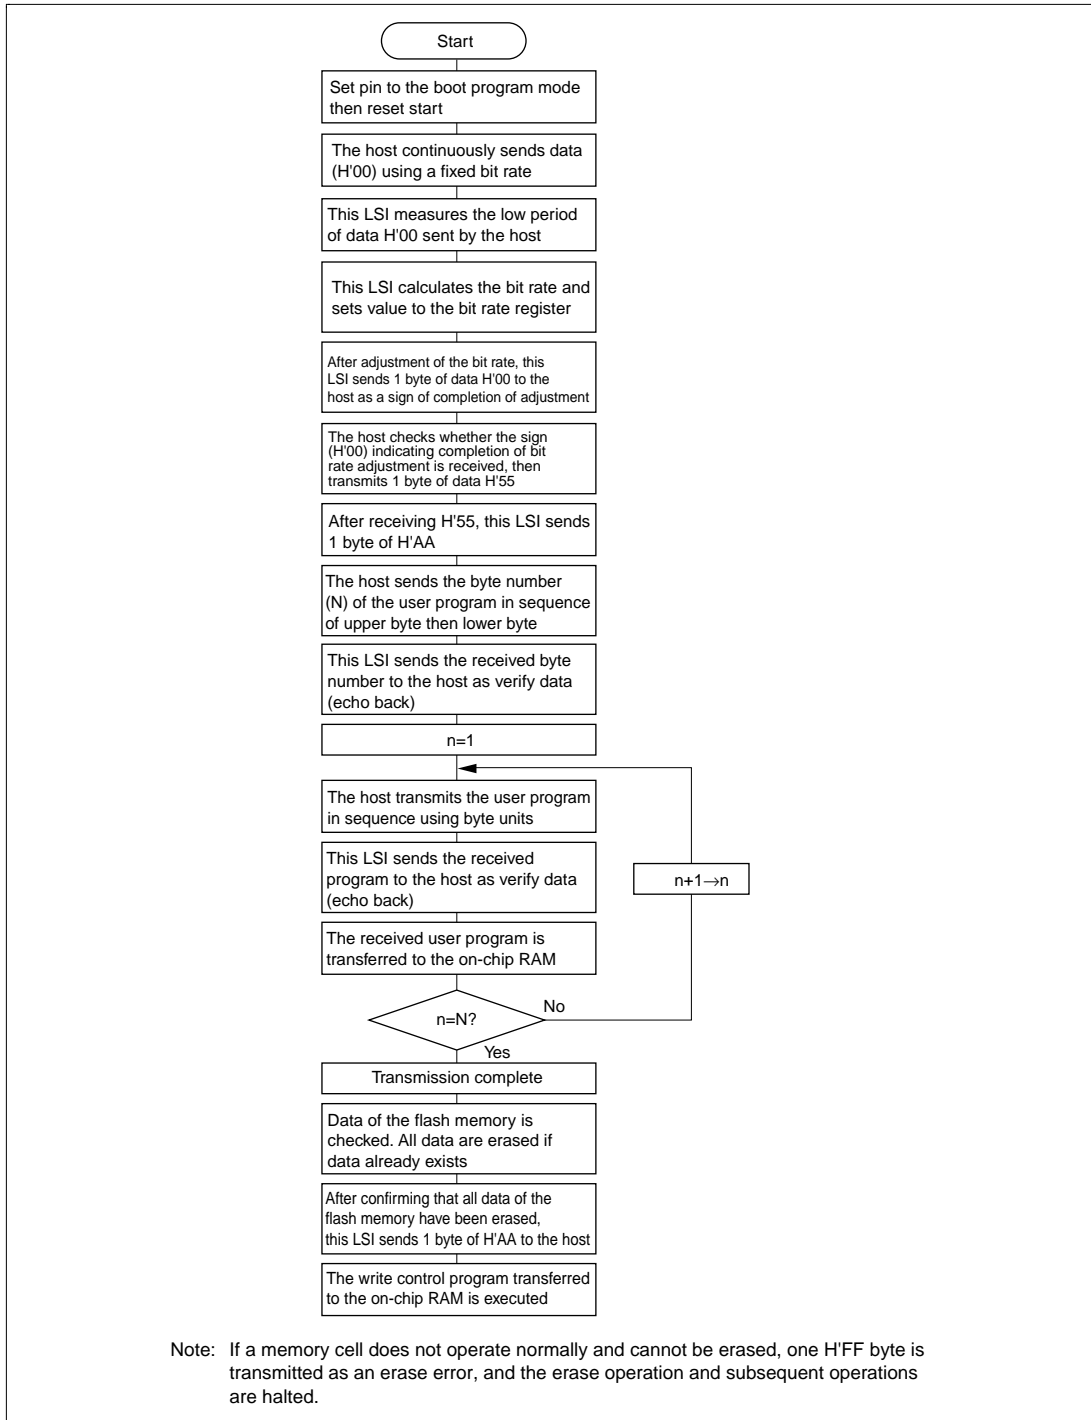 Start
Set pin to the boot program mode
then reset start
The host continuously sends data
(H'00) using a fixed bit rate
This LSI measures the low period
of data H'00 sent by the host
This LSI calculates the bit rate and
sets value to the bit rate register
After adjustment of the bit rate, this
LSI sends 1 byte of data H'00 to the
host as a sign of completion of adjustment
The host checks whether the sign
(H'00) indicating completion of bit
rate adjustment is received, then
transmits 1 byte of data H'55
After receiving H'55, this LSI sends
1 byte of H'AA
The host sends the byte number
(N) of the user program in sequence
of upper byte then lower byte
This LSI sends the received byte
number to the host as verify data
(echo back)
n=1
The host transmits the user program
in sequence using byte units
This LSI sends the received
program to the host as verify data
(echo back)
n+1→n
The received user program is
transferred to the on-chip RAM
n=N?
No
Yes
Transmission complete
Data of the flash memory is
checked. All data are erased if
data already exists
After confirming that all data of the
flash memory have been erased,
this LSI sends 1 byte of H'AA to the host
The write control program transferred
to the on-chip RAM is executed
Note: If a memory cell does not operate normally and cannot be erased, one H'FF byte is
transmitted as an erase error, and the erase operation and subsequent operations
are halted.